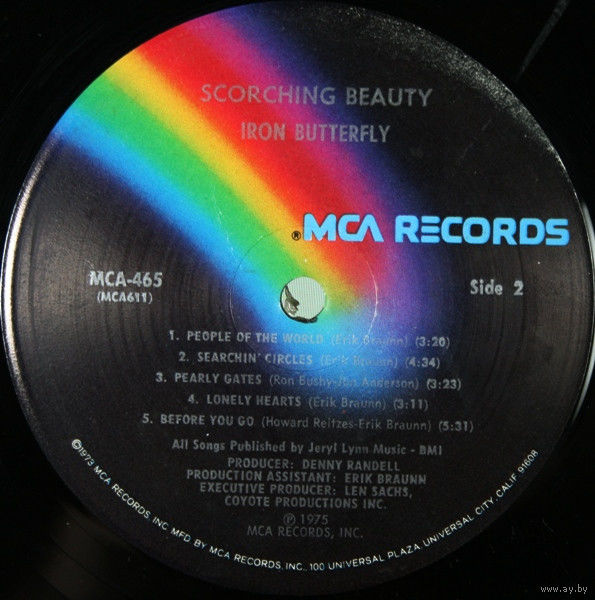 SCORCHING BEAUTY
IRON BUTTERFLY
®MCA RECORDS
MCA-465
(MCA611)
Side 2
1. PEOPLE OF THE WORLD (Erik Braunn) (3:20)
2. SEARCHIN' CIRCLES (Erik Braunn) (4:34)
3. PEARLY GATES (Ron Bushy-Jon Anderson) (3:23)
4. LONELY HEARTS (Erik Braunn) (3:11)
5. BEFORE YOU GO (Howard Reitzes-Erik Braunn) (5:31)
All Songs Published by Jeryl Lynn Music - BMI
PRODUCER: DENNY RANDELL
PRODUCTION ASSISTANT: ERIK BRAUNN
EXECUTIVE PRODUCER: LEN SACHS,
COYOTE PRODUCTIONS INC.
℗ 1975
MCA RECORDS, INC.
©1973 MCA RECORDS, INC. MFD. BY MCA RECORDS, INC., 100 UNIVERSAL PLAZA, UNIVERSAL CITY, CALIF. 91608
www.ay.by